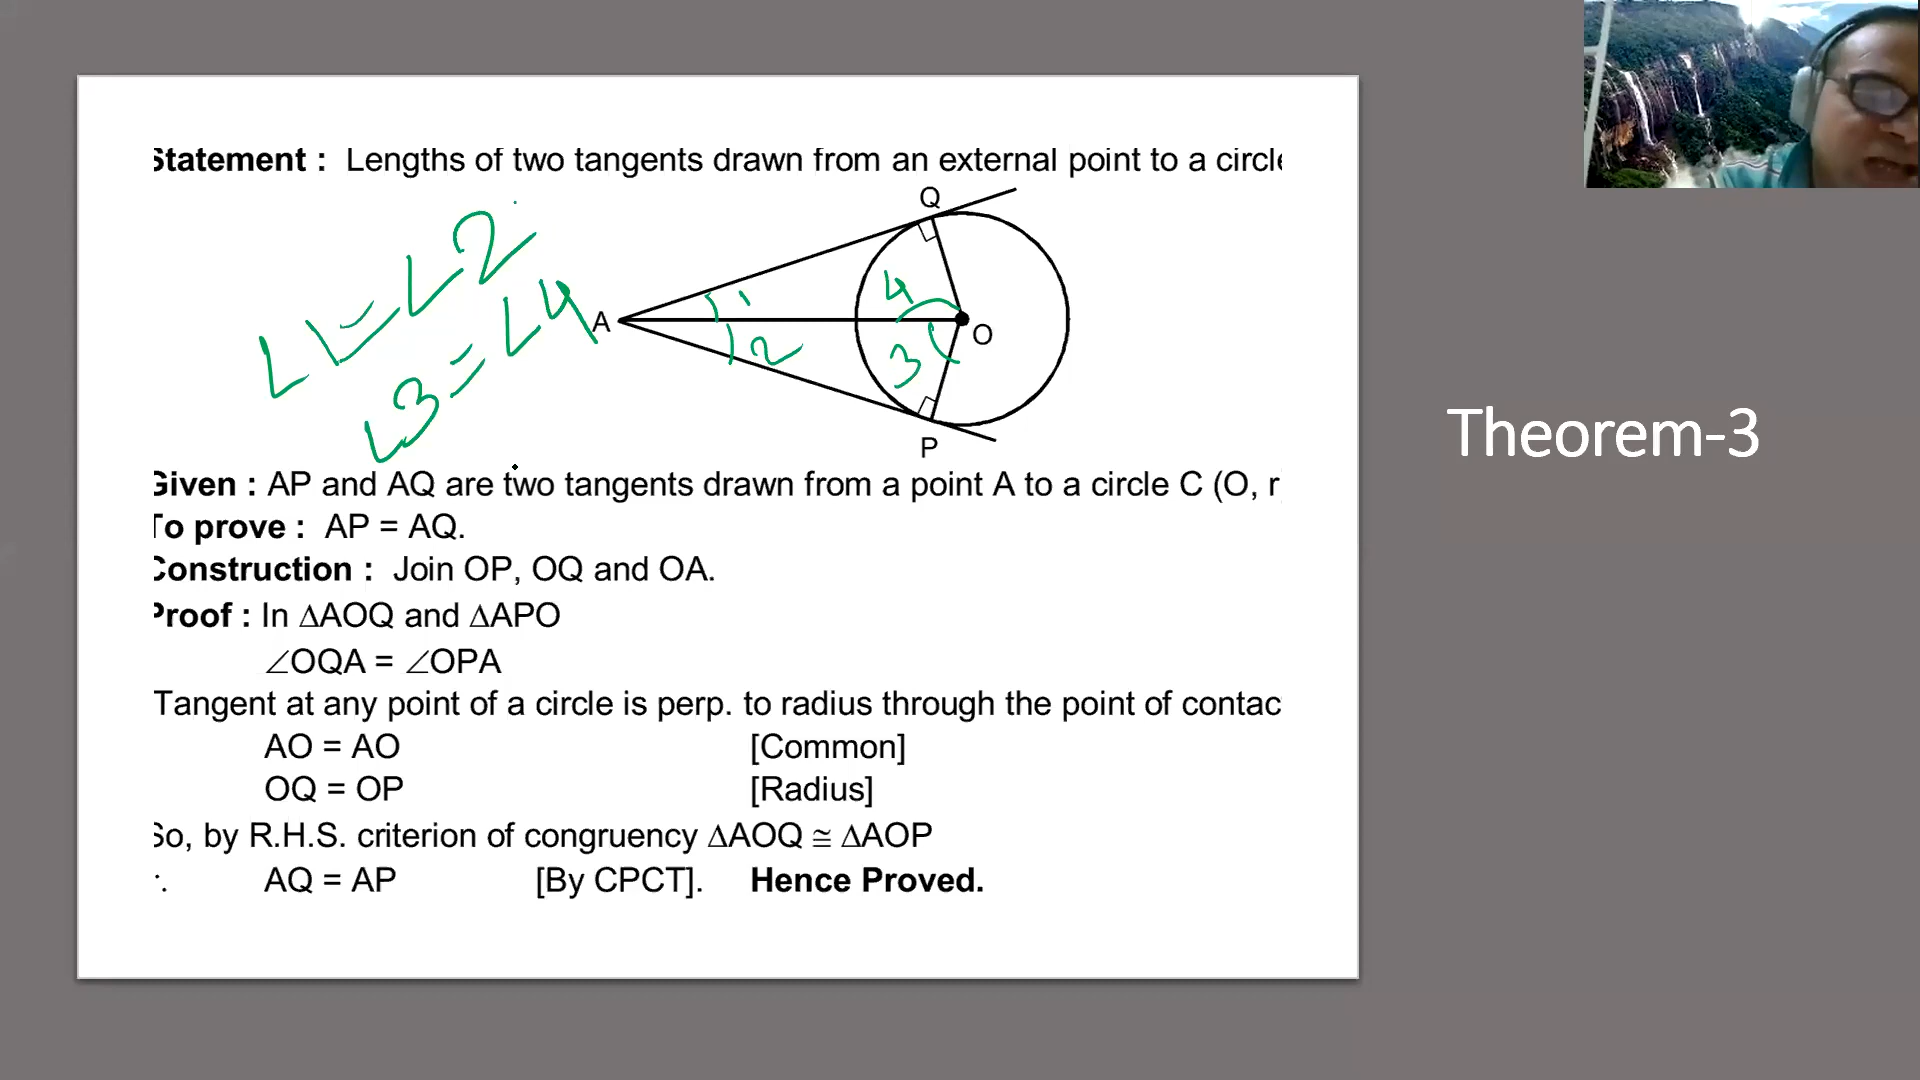 Statement : Lengths of two tangents drawn from an external point to a circle
Q
∠1 = ∠2
∠3 = ∠4
4
1
A
O
2
3
P
Given : AP and AQ are two tangents drawn from a point A to a circle C (O, r
To prove : AP = AQ.
Construction : Join OP, OQ and OA.
Proof : In ΔAOQ and ΔAPO
∠OQA = ∠OPA
Tangent at any point of a circle is perp. to radius through the point of contac
AO = AO [Common]
OQ = OP [Radius]
So, by R.H.S. criterion of congruency ΔAOQ ≅ ΔAOP
∴ AQ = AP [By CPCT]. Hence Proved.
Theorem-3